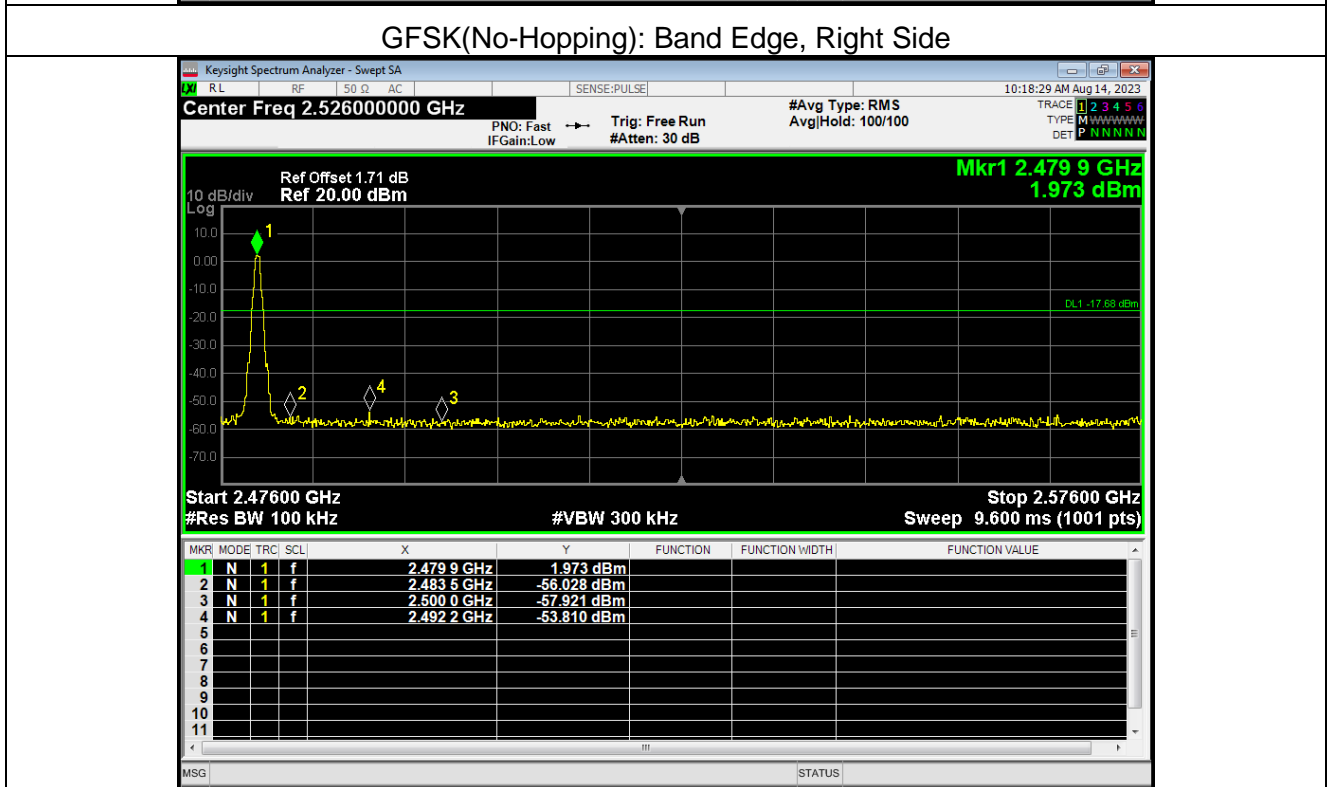 GFSK(No-Hopping): Band Edge, Right Side
Keysight Spectrum Analyzer - Swept SA
LXI RL RF 50 Ω AC SENSE:PULSE 10:18:29 AM Aug 14, 2023
Center Freq 2.526000000 GHz #Avg Type: RMS TRACE 1 2 3 4 5 6
PNO: Fast Trig: Free Run Avg|Hold: 100/100 TYPE M WWWWW
IFGain:Low #Atten: 30 dB DET P N N N N N
Mkr1 2.479 9 GHz
Ref Offset 1.71 dB
10 dB/div Ref 20.00 dBm 1.973 dBm
Log
10.0
1
0.00
-10.0
DL1 -17.68 dBm
-20.0
-30.0
-40.0
2 4 3
-50.0
-60.0
-70.0
Start 2.47600 GHz Stop 2.57600 GHz
#Res BW 100 kHz #VBW 300 kHz Sweep 9.600 ms (1001 pts)
MKR MODE TRC SCL X Y FUNCTION FUNCTION WIDTH FUNCTION VALUE
1 N 1 f 2.479 9 GHz 1.973 dBm
2 N 1 f 2.483 5 GHz -56.028 dBm
3 N 1 f 2.500 0 GHz -57.921 dBm
4 N 1 f 2.492 2 GHz -53.810 dBm
5
6
7
8
9
10
11
MSG STATUS